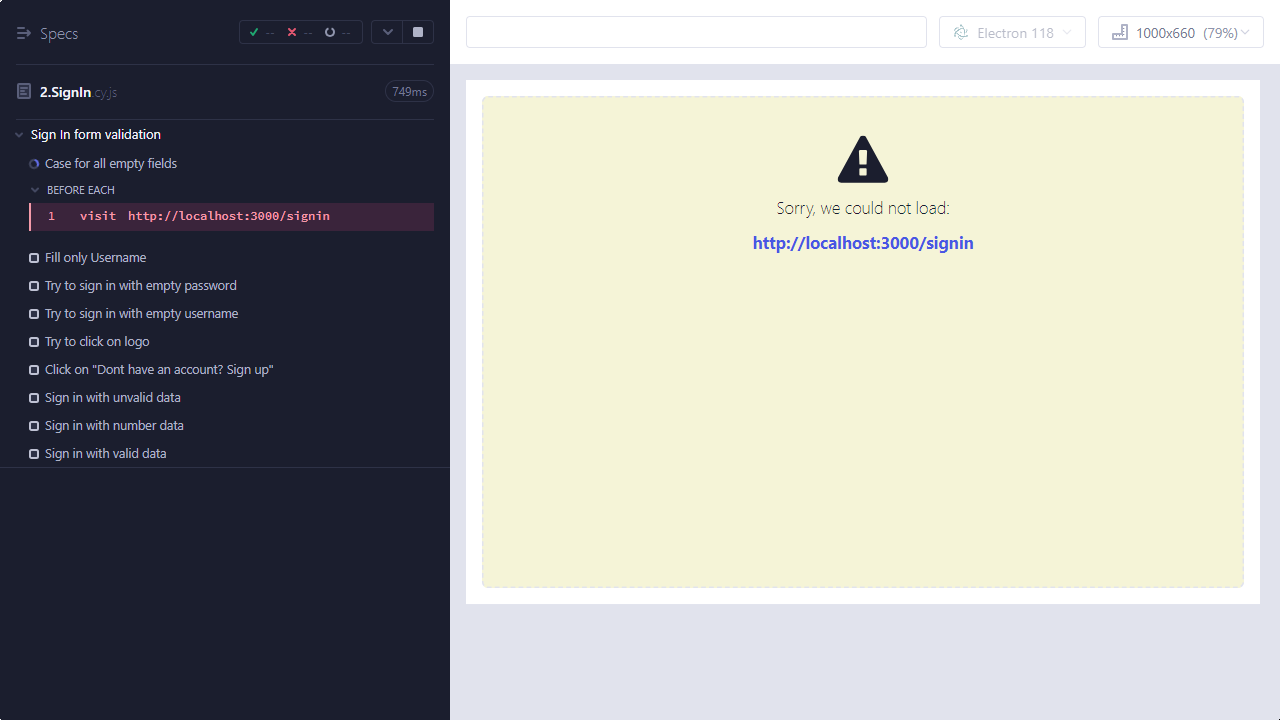 Specs
-- -- --
2.SignIn.cy.js 749ms
Sign In form validation
Case for all empty fields
BEFORE EACH
1 visit http://localhost:3000/signin
Fill only Username
Try to sign in with empty password
Try to sign in with empty username
Try to click on logo
Click on "Dont have an account? Sign up"
Sign in with unvalid data
Sign in with number data
Sign in with valid data
Electron 118
1000x660 (79%)
Sorry, we could not load:
http://localhost:3000/signin